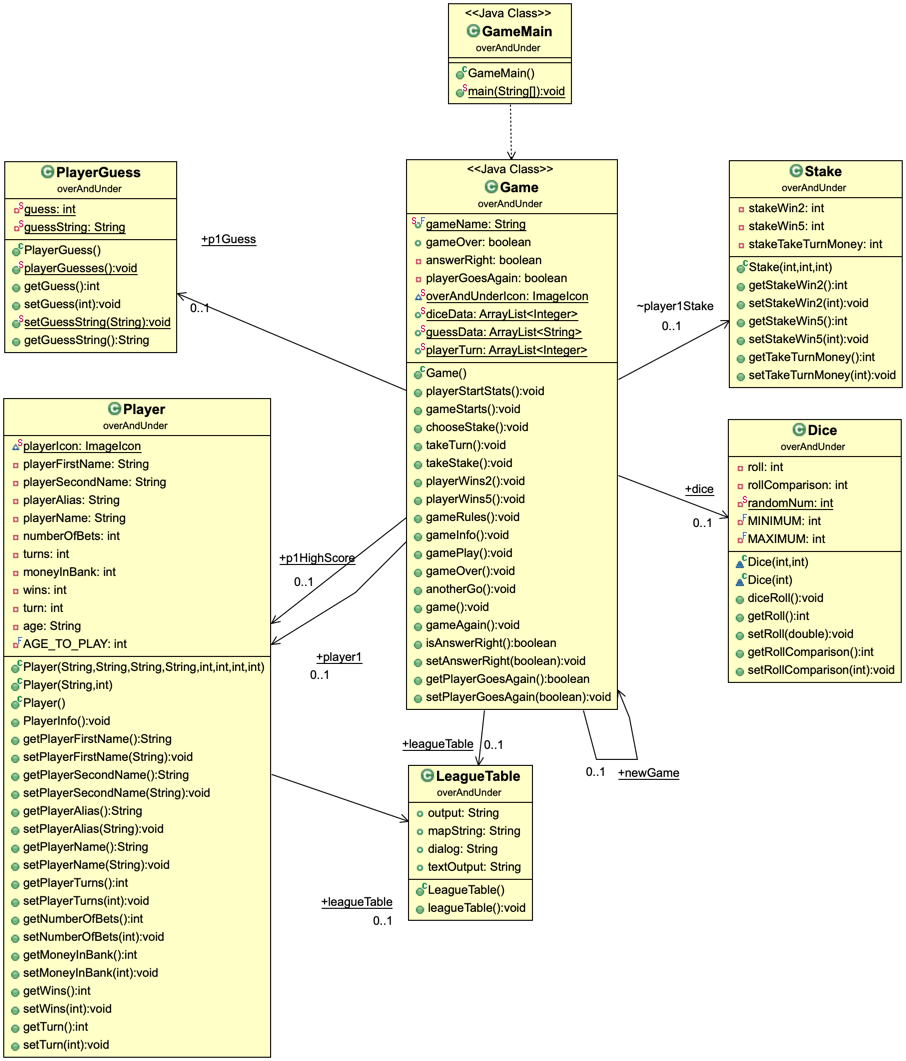 <<Java Class>>
GameMain
overAndUnder
GameMain()
main(String[]):void
PlayerGuess
overAndUnder
guess: int
guessString: String
PlayerGuess()
playerGuesses():void
getGuess():int
setGuess(int):void
setGuessString(String):void
getGuessString():String
+p1Guess
0..1
<<Java Class>>
Game
overAndUnder
gameName: String
gameOver: boolean
answerRight: boolean
playerGoesAgain: boolean
overAndUnderIcon: ImageIcon
diceData: ArrayList<Integer>
guessData: ArrayList<String>
playerTurn: ArrayList<Integer>
Game()
playerStartStats():void
gameStarts():void
chooseStake():void
takeTurn():void
takeStake():void
playerWins2():void
playerWins5():void
gameRules():void
gameInfo():void
gamePlay():void
gameOver():void
anotherGo():void
game():void
gameAgain():void
isAnswerRight():boolean
setAnswerRight(boolean):void
getPlayerGoesAgain():boolean
setPlayerGoesAgain(boolean):void
~player1Stake
0..1
Stake
overAndUnder
stakeWin2: int
stakeWin5: int
stakeTakeTurnMoney: int
Stake(int,int,int)
getStakeWin2():int
setStakeWin2(int):void
getStakeWin5():int
setStakeWin5(int):void
getTakeTurnMoney():int
setTakeTurnMoney(int):void
+dice
0..1
Dice
overAndUnder
roll: int
rollComparison: int
randomNum: int
MINIMUM: int
MAXIMUM: int
Dice(int,int)
Dice(int)
diceRoll():void
getRoll():int
setRoll(double):void
getRollComparison():int
setRollComparison(int):void
Player
overAndUnder
playerIcon: ImageIcon
playerFirstName: String
playerSecondName: String
playerAlias: String
playerName: String
numberOfBets: int
turns: int
moneyInBank: int
wins: int
turn: int
age: String
AGE_TO_PLAY: int
Player(String,String,String,String,int,int,int,int)
Player(String,int)
Player()
PlayerInfo():void
getPlayerFirstName():String
setPlayerFirstName(String):void
getPlayerSecondName():String
setPlayerSecondName(String):void
getPlayerAlias():String
setPlayerAlias(String):void
getPlayerName():String
setPlayerName(String):void
getPlayerTurns():int
setPlayerTurns(int):void
getNumberOfBets():int
setNumberOfBets(int):void
getMoneyInBank():int
setMoneyInBank(int):void
getWins():int
setWins(int):void
getTurn():int
setTurn(int):void
+p1HighScore
0..1
+player1
0..1
+leagueTable
0..1
0..1
+newGame
LeagueTable
overAndUnder
output: String
mapString: String
dialog: String
textOutput: String
LeagueTable()
leagueTable():void
+leagueTable
0..1